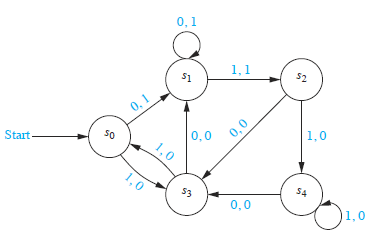 0, 1
s1
1, 1
s2
0, 1
Start
s0
1, 0
0, 0
0, 0
1, 0
1, 0
s3
0, 0
s4
1, 0